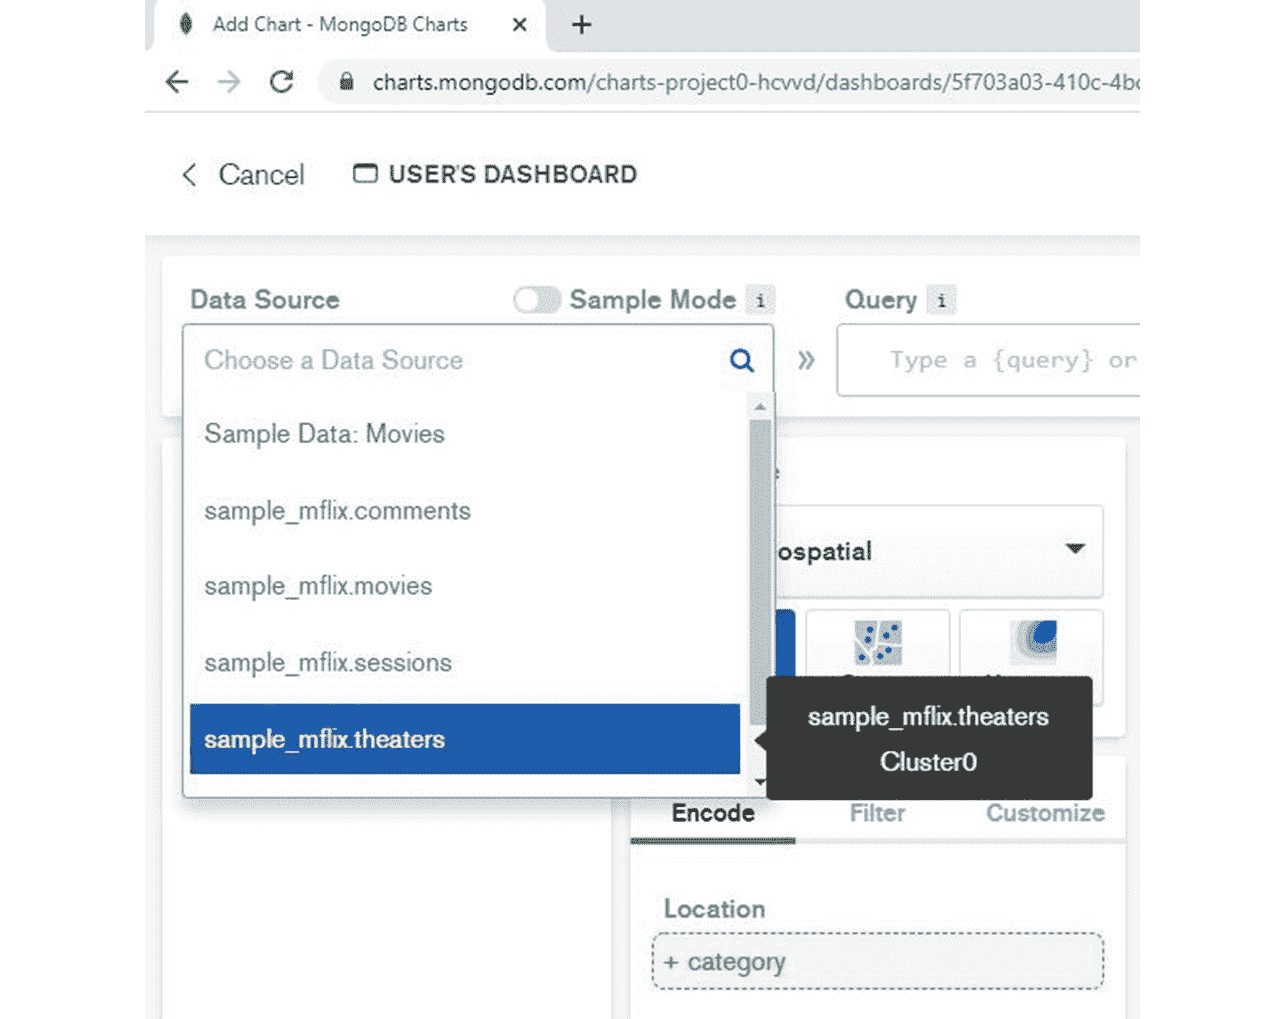 Add Chart - MongoDB Charts
charts.mongodb.com/charts-project0-hcvvd/dashboards/5f703a03-410c-4b
Cancel USER'S DASHBOARD
Data Source Sample Mode i Query i
Choose a Data Source Type a {query} or
Sample Data: Movies
sample_mflix.comments
ospatial
sample_mflix.movies
sample_mflix.sessions
sample_mflix.theaters
sample_mflix.theaters
Cluster0
Encode Filter Customize
Location
+ category